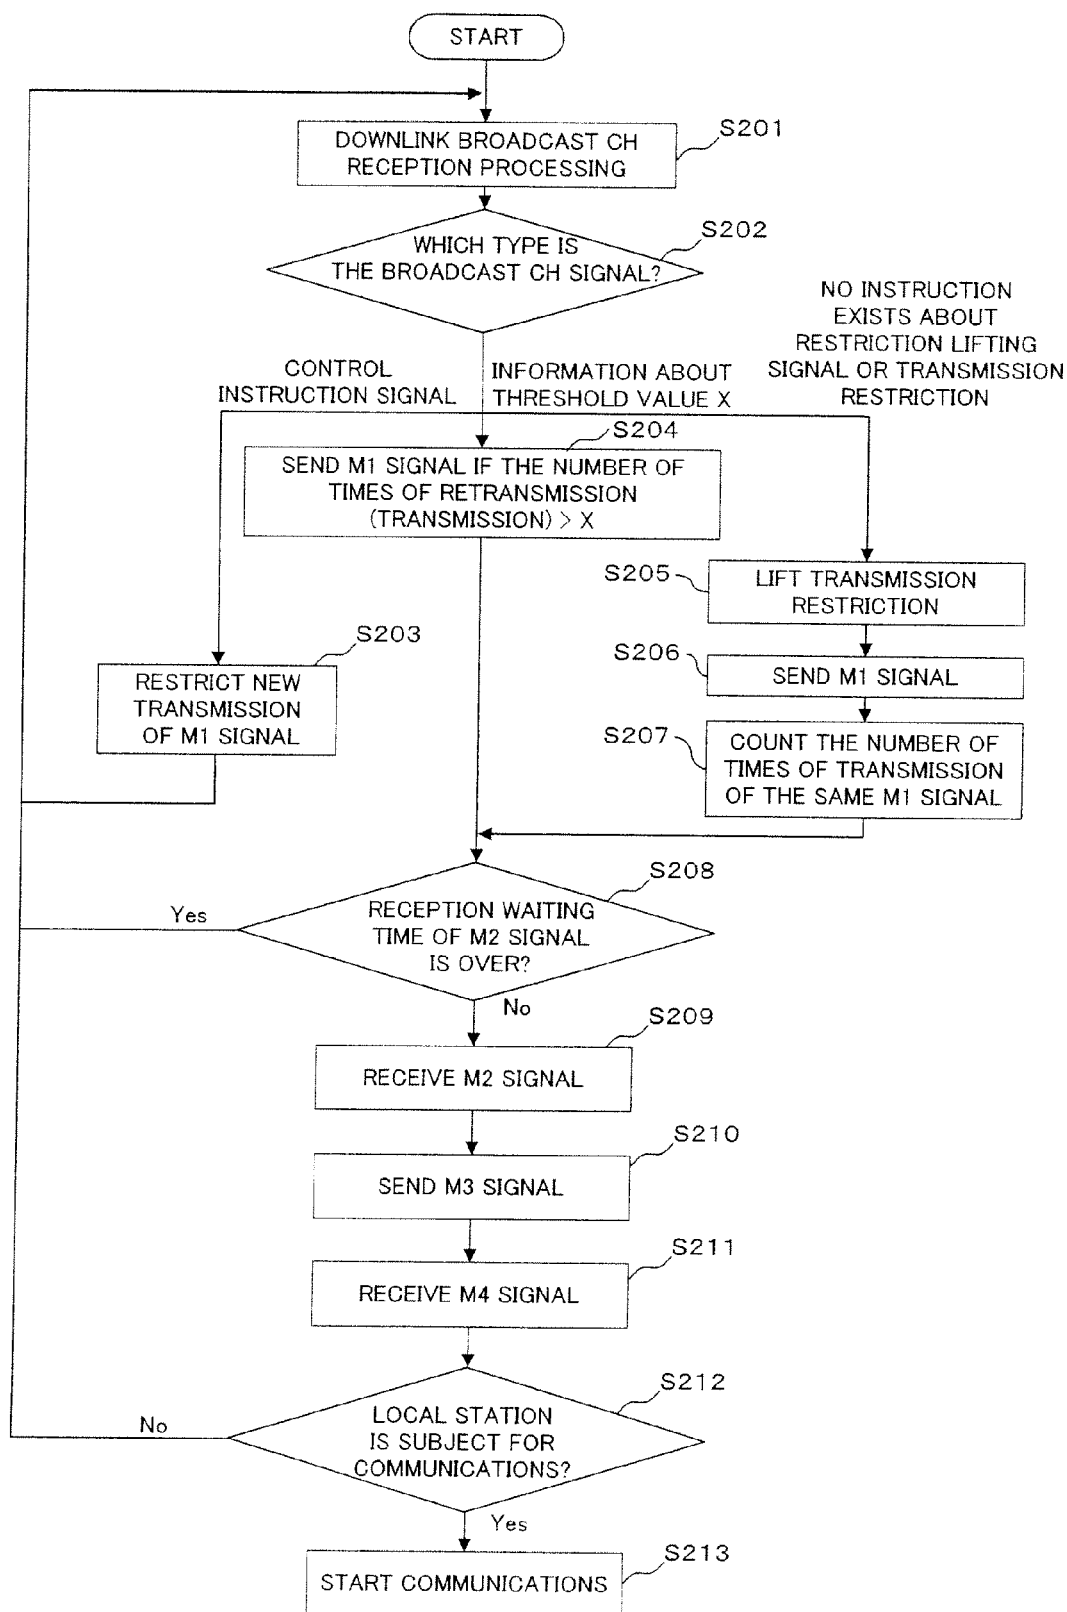 START
DOWNLINK BROADCAST CH
RECEPTION PROCESSING
S201
WHICH TYPE IS
THE BROADCAST CH SIGNAL?
S202
NO INSTRUCTION
EXISTS ABOUT
RESTRICTION LIFTING
SIGNAL OR TRANSMISSION
RESTRICTION
CONTROL
INSTRUCTION SIGNAL
INFORMATION ABOUT
THRESHOLD VALUE X
S204
SEND M1 SIGNAL IF THE NUMBER OF
TIMES OF RETRANSMISSION
(TRANSMISSION) > X
S205
LIFT TRANSMISSION
RESTRICTION
S203
RESTRICT NEW
TRANSMISSION
OF M1 SIGNAL
S206
SEND M1 SIGNAL
S207
COUNT THE NUMBER OF
TIMES OF TRANSMISSION
OF THE SAME M1 SIGNAL
S208
RECEPTION WAITING
TIME OF M2 SIGNAL
IS OVER?
Yes
No
S209
RECEIVE M2 SIGNAL
S210
SEND M3 SIGNAL
S211
RECEIVE M4 SIGNAL
S212
LOCAL STATION
IS SUBJECT FOR
COMMUNICATIONS?
No
Yes
S213
START COMMUNICATIONS